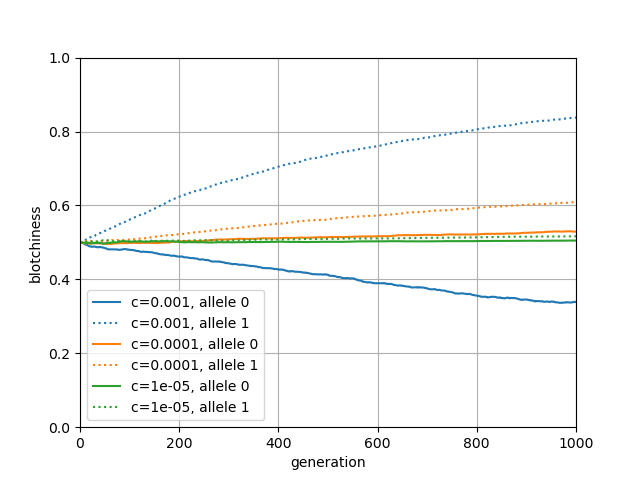 1.0
0.8
0.6
0.4
0.2
0.0
blotchiness
c=0.001, allele 0
c=0.001, allele 1
c=0.0001, allele 0
c=0.0001, allele 1
c=1e-05, allele 0
c=1e-05, allele 1
0 200 400 600 800 1000
generation